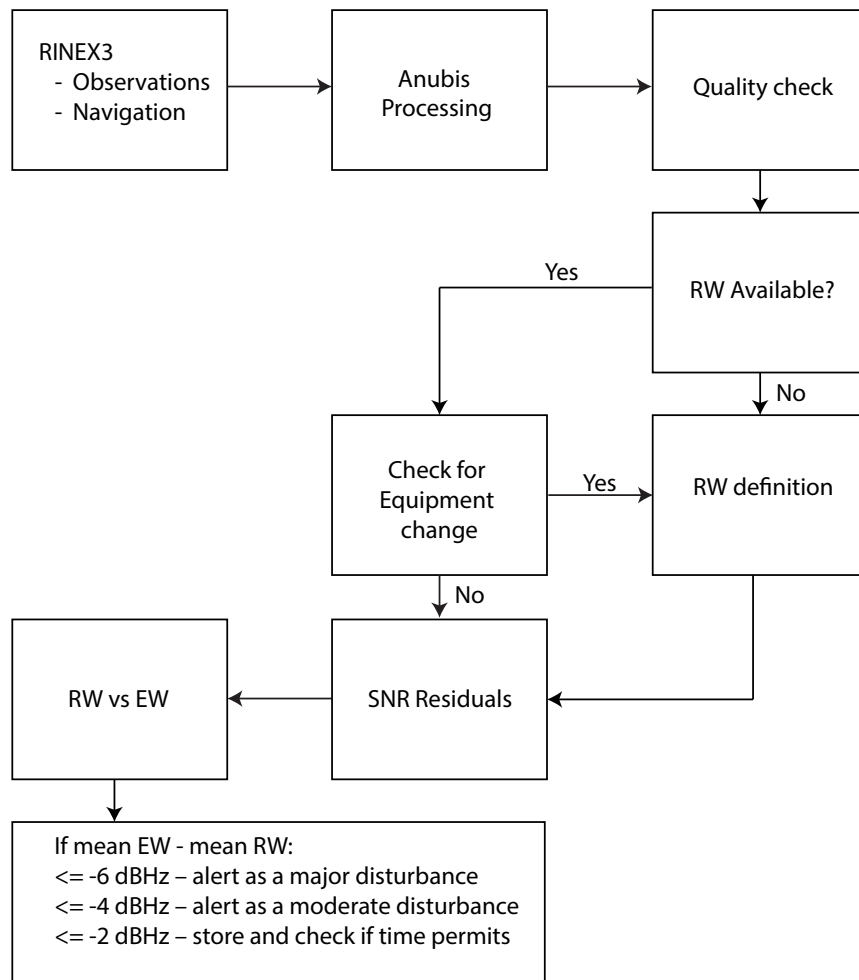 RINEX3
- Observations
- Navigation
Anubis
Processing
Quality check
RW Available?
Yes
No
Check for
Equipment
change
Yes
RW definition
No
SNR Residuals
RW vs EW
If mean EW - mean RW:
<= -6 dBHz – alert as a major disturbance
<= -4 dBHz – alert as a moderate disturbance
<= -2 dBHz – store and check if time permits